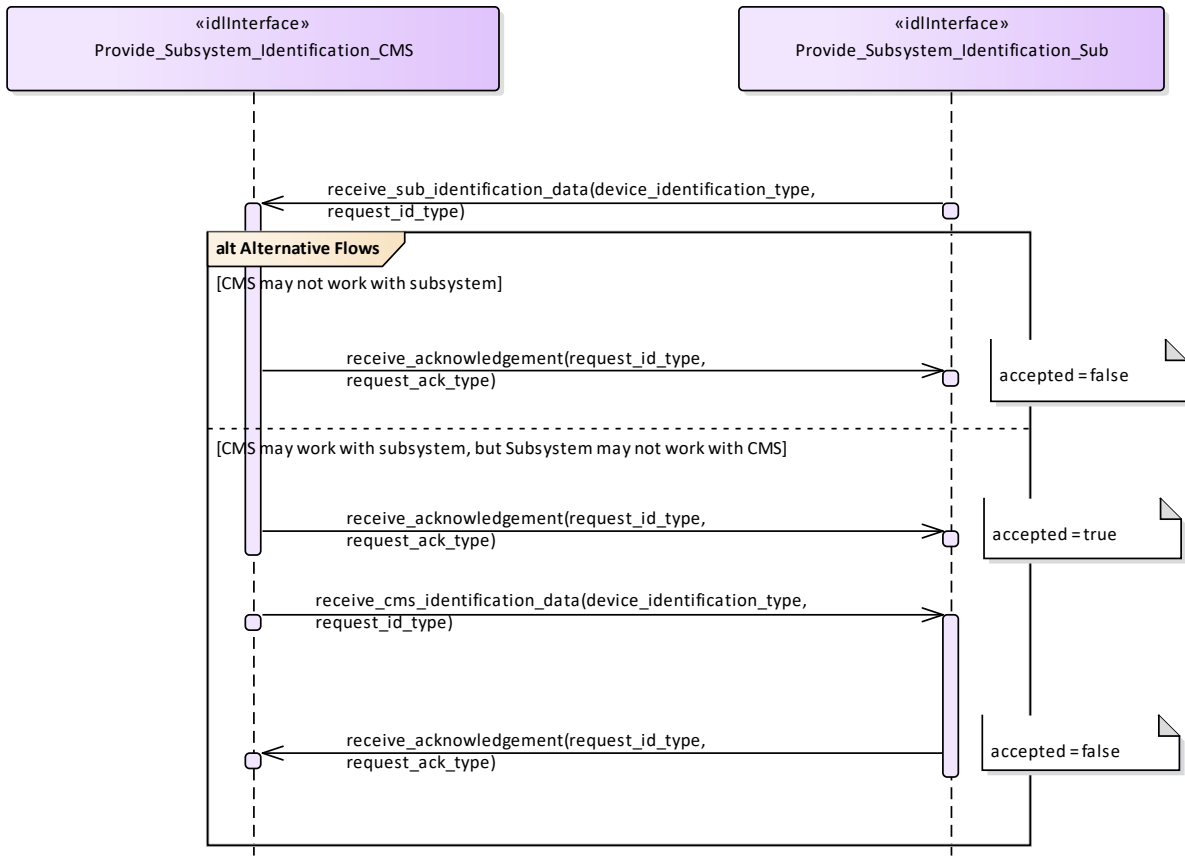 «idlInterface»
Provide_Subsystem_Identification_CMS
«idlInterface»
Provide_Subsystem_Identification_Sub
receive_sub_identification_data(device_identification_type,
request_id_type)
alt Alternative Flows
[CMS may not work with subsystem]
receive_acknowledgement(request_id_type,
request_ack_type)
accepted = false
[CMS may work with subsystem, but Subsystem may not work with CMS]
receive_acknowledgement(request_id_type,
request_ack_type)
accepted = true
receive_cms_identification_data(device_identification_type,
request_id_type)
receive_acknowledgement(request_id_type,
request_ack_type)
accepted = false